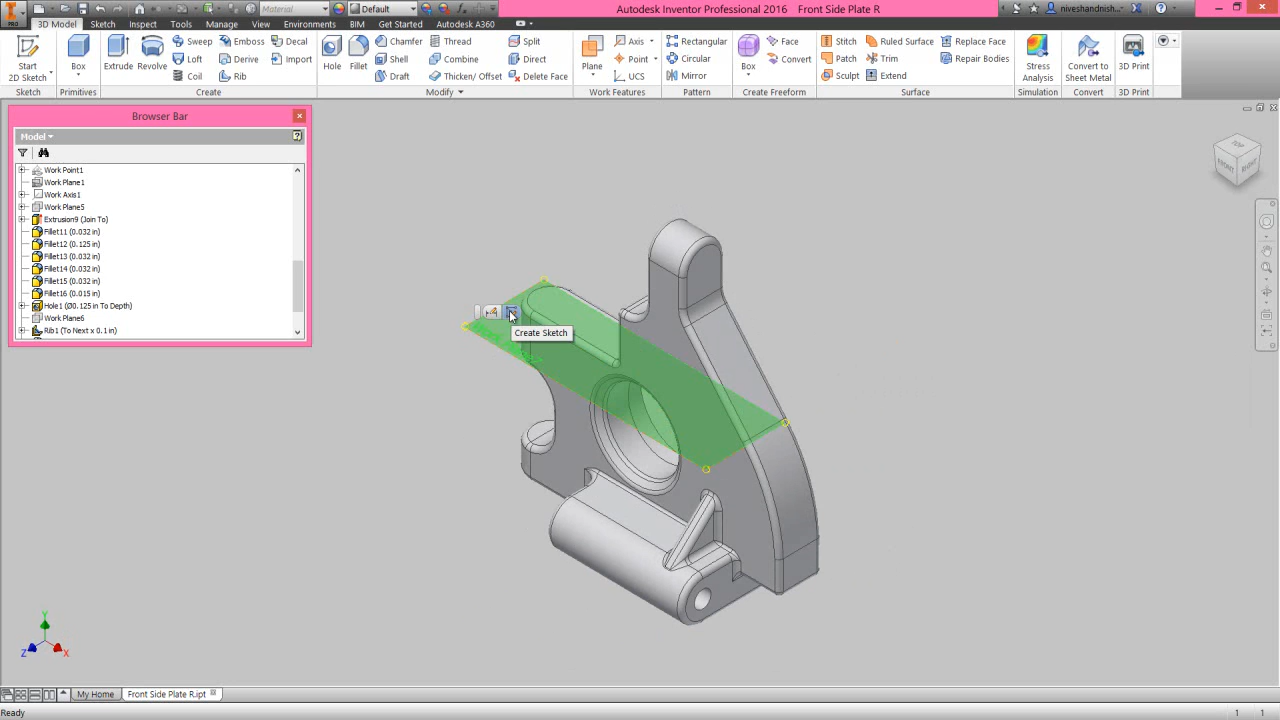 PRO
Material
Default
Autodesk Inventor Professional 2016 Front Side Plate R
niveshandnish...
3D Model Sketch Inspect Tools Manage View Environments BIM Get Started Autodesk A360
Start
2D Sketch
Box
Extrude
Revolve
Sweep
Loft
Coil
Emboss
Derive
Rib
Decal
Import
Hole
Fillet
Chamfer
Shell
Draft
Thread
Combine
Thicken/ Offset
Split
Direct
Delete Face
Plane
Axis
Point
UCS
Rectangular
Circular
Mirror
Box
Face
Convert
Stitch
Patch
Sculpt
Ruled Surface
Trim
Extend
Replace Face
Repair Bodies
Stress
Analysis
Convert to
Sheet Metal
3D Print
Sketch Primitives Create Modify Work Features Pattern Create Freeform Surface Simulation Convert 3D Print
Browser Bar
Model
Work Point1
Work Plane1
Work Axis1
Work Plane5
Extrusion9 (Join To)
Fillet11 (0.032 in)
Fillet12 (0.125 in)
Fillet13 (0.032 in)
Fillet14 (0.032 in)
Fillet15 (0.032 in)
Fillet16 (0.015 in)
Hole1 (Ø0.125 in To Depth)
Work Plane6
Rib1 (To Next x 0.1 in)
TOP
FRONT
RIGHT
Create Sketch
Y
Z
X
My Home
Front Side Plate R.ipt
Ready
1 1